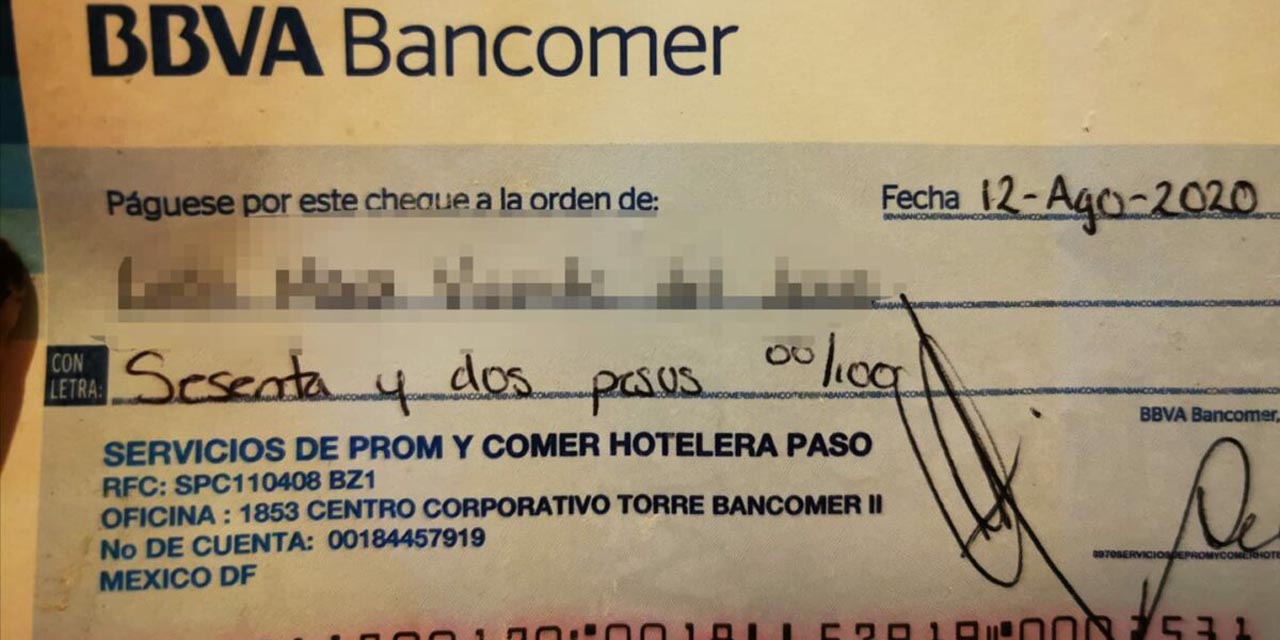 BBVA Bancomer
Páguese por este cheque a la orden de:
Fecha 12-Ago-2020
CON LETRA: Sesenta y dos pesos 00/100
BBVA Bancomer,
SERVICIOS DE PROM Y COMER HOTELERA PASO
RFC: SPC110408 BZ1
OFICINA : 1853 CENTRO CORPORATIVO TORRE BANCOMER II
No DE CUENTA: 00184457919
MEXICO DF